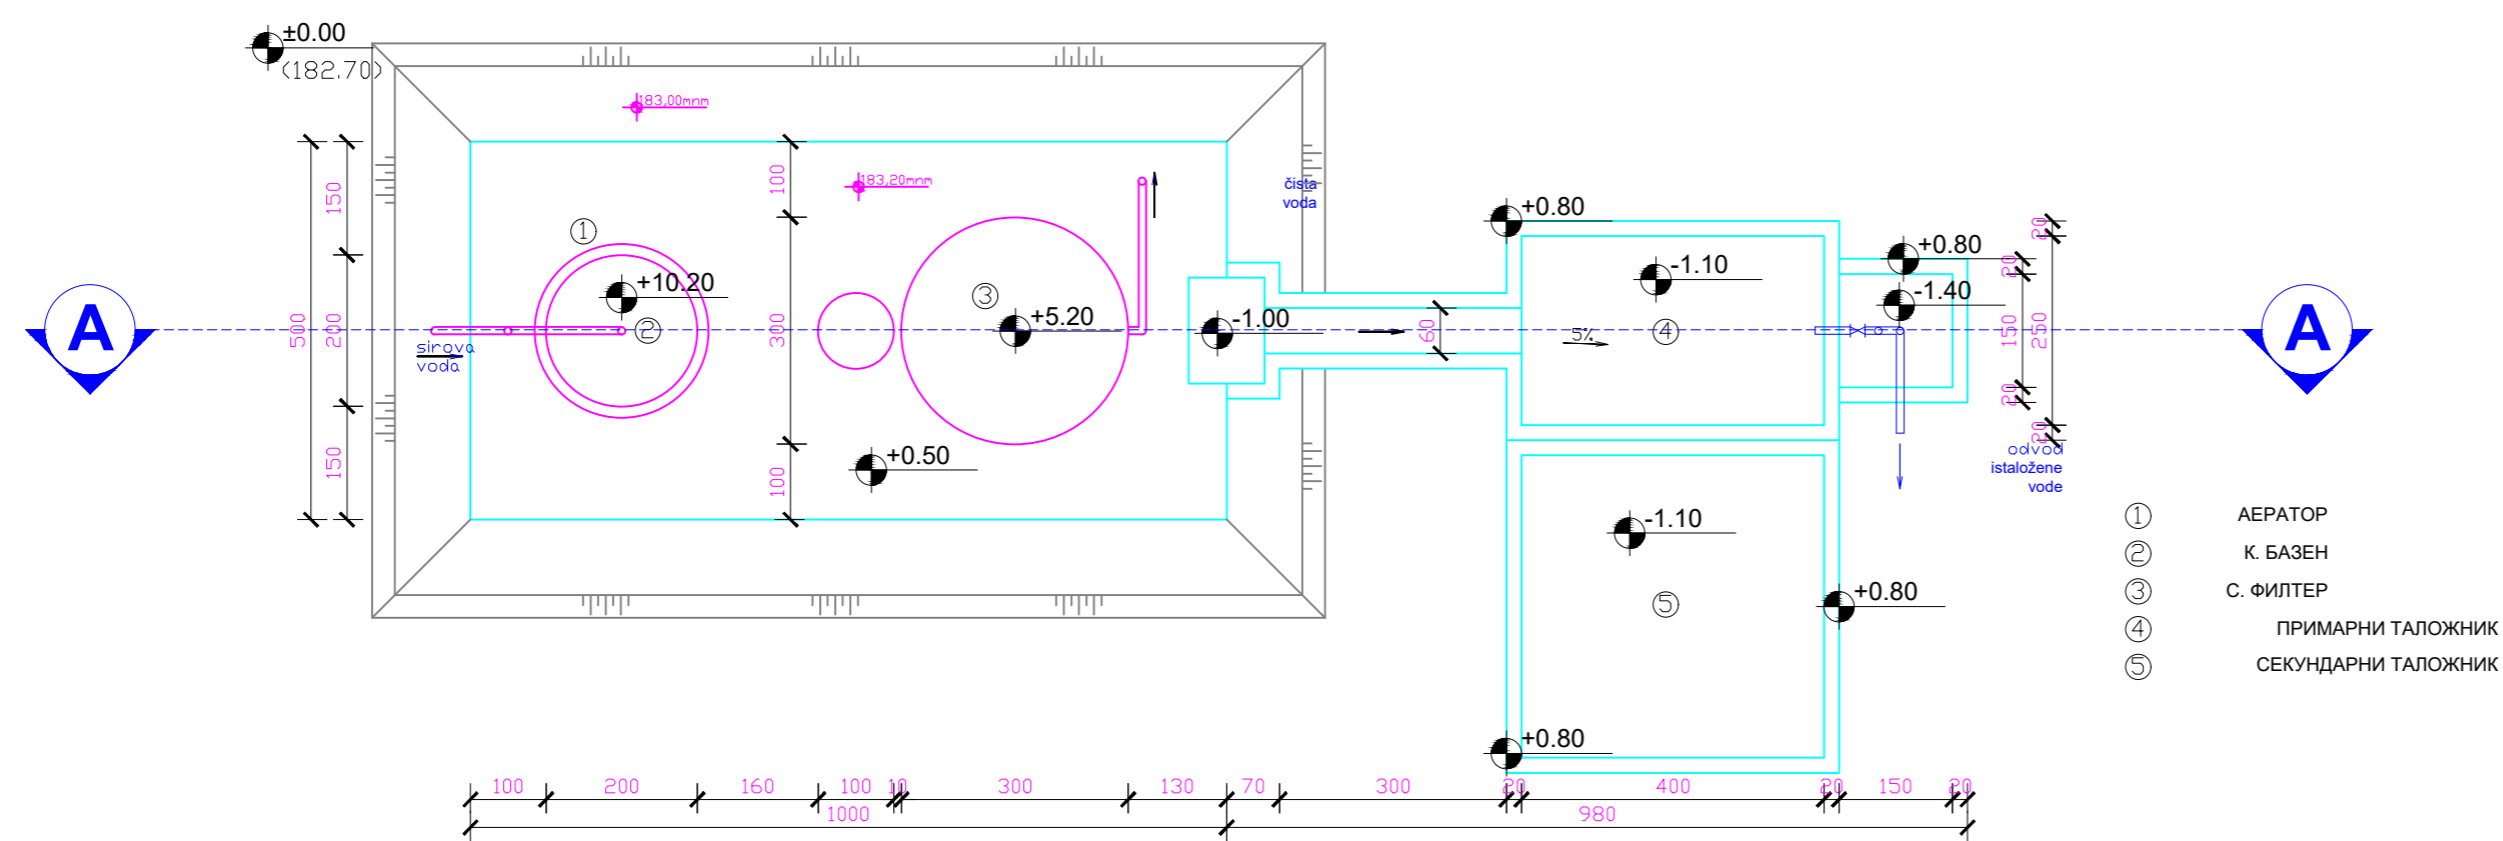 ±0.00
(182,70)
183,00mnm
183,20mnm
čista
voda
+0.80
+0.80
-1.10
-1.40
+10.20
+5.20
-1.00
+0.50
-1.10
+0.80
+0.80
A
A
1
2
3
4
5
5%
sirova
voda
odvod
istaložene
vode
500
150
200
150
100
300
100
60
20
20
150
250
20
20
1 АЕРАТОР
2 К. БАЗЕН
3 С. ФИЛТЕР
4 ПРИМАРНИ ТАЛОЖНИК
5 СЕКУНДАРНИ ТАЛОЖНИК
100 200 160 100 10 300 130 70 300 20 400 20 150 20
1000 980